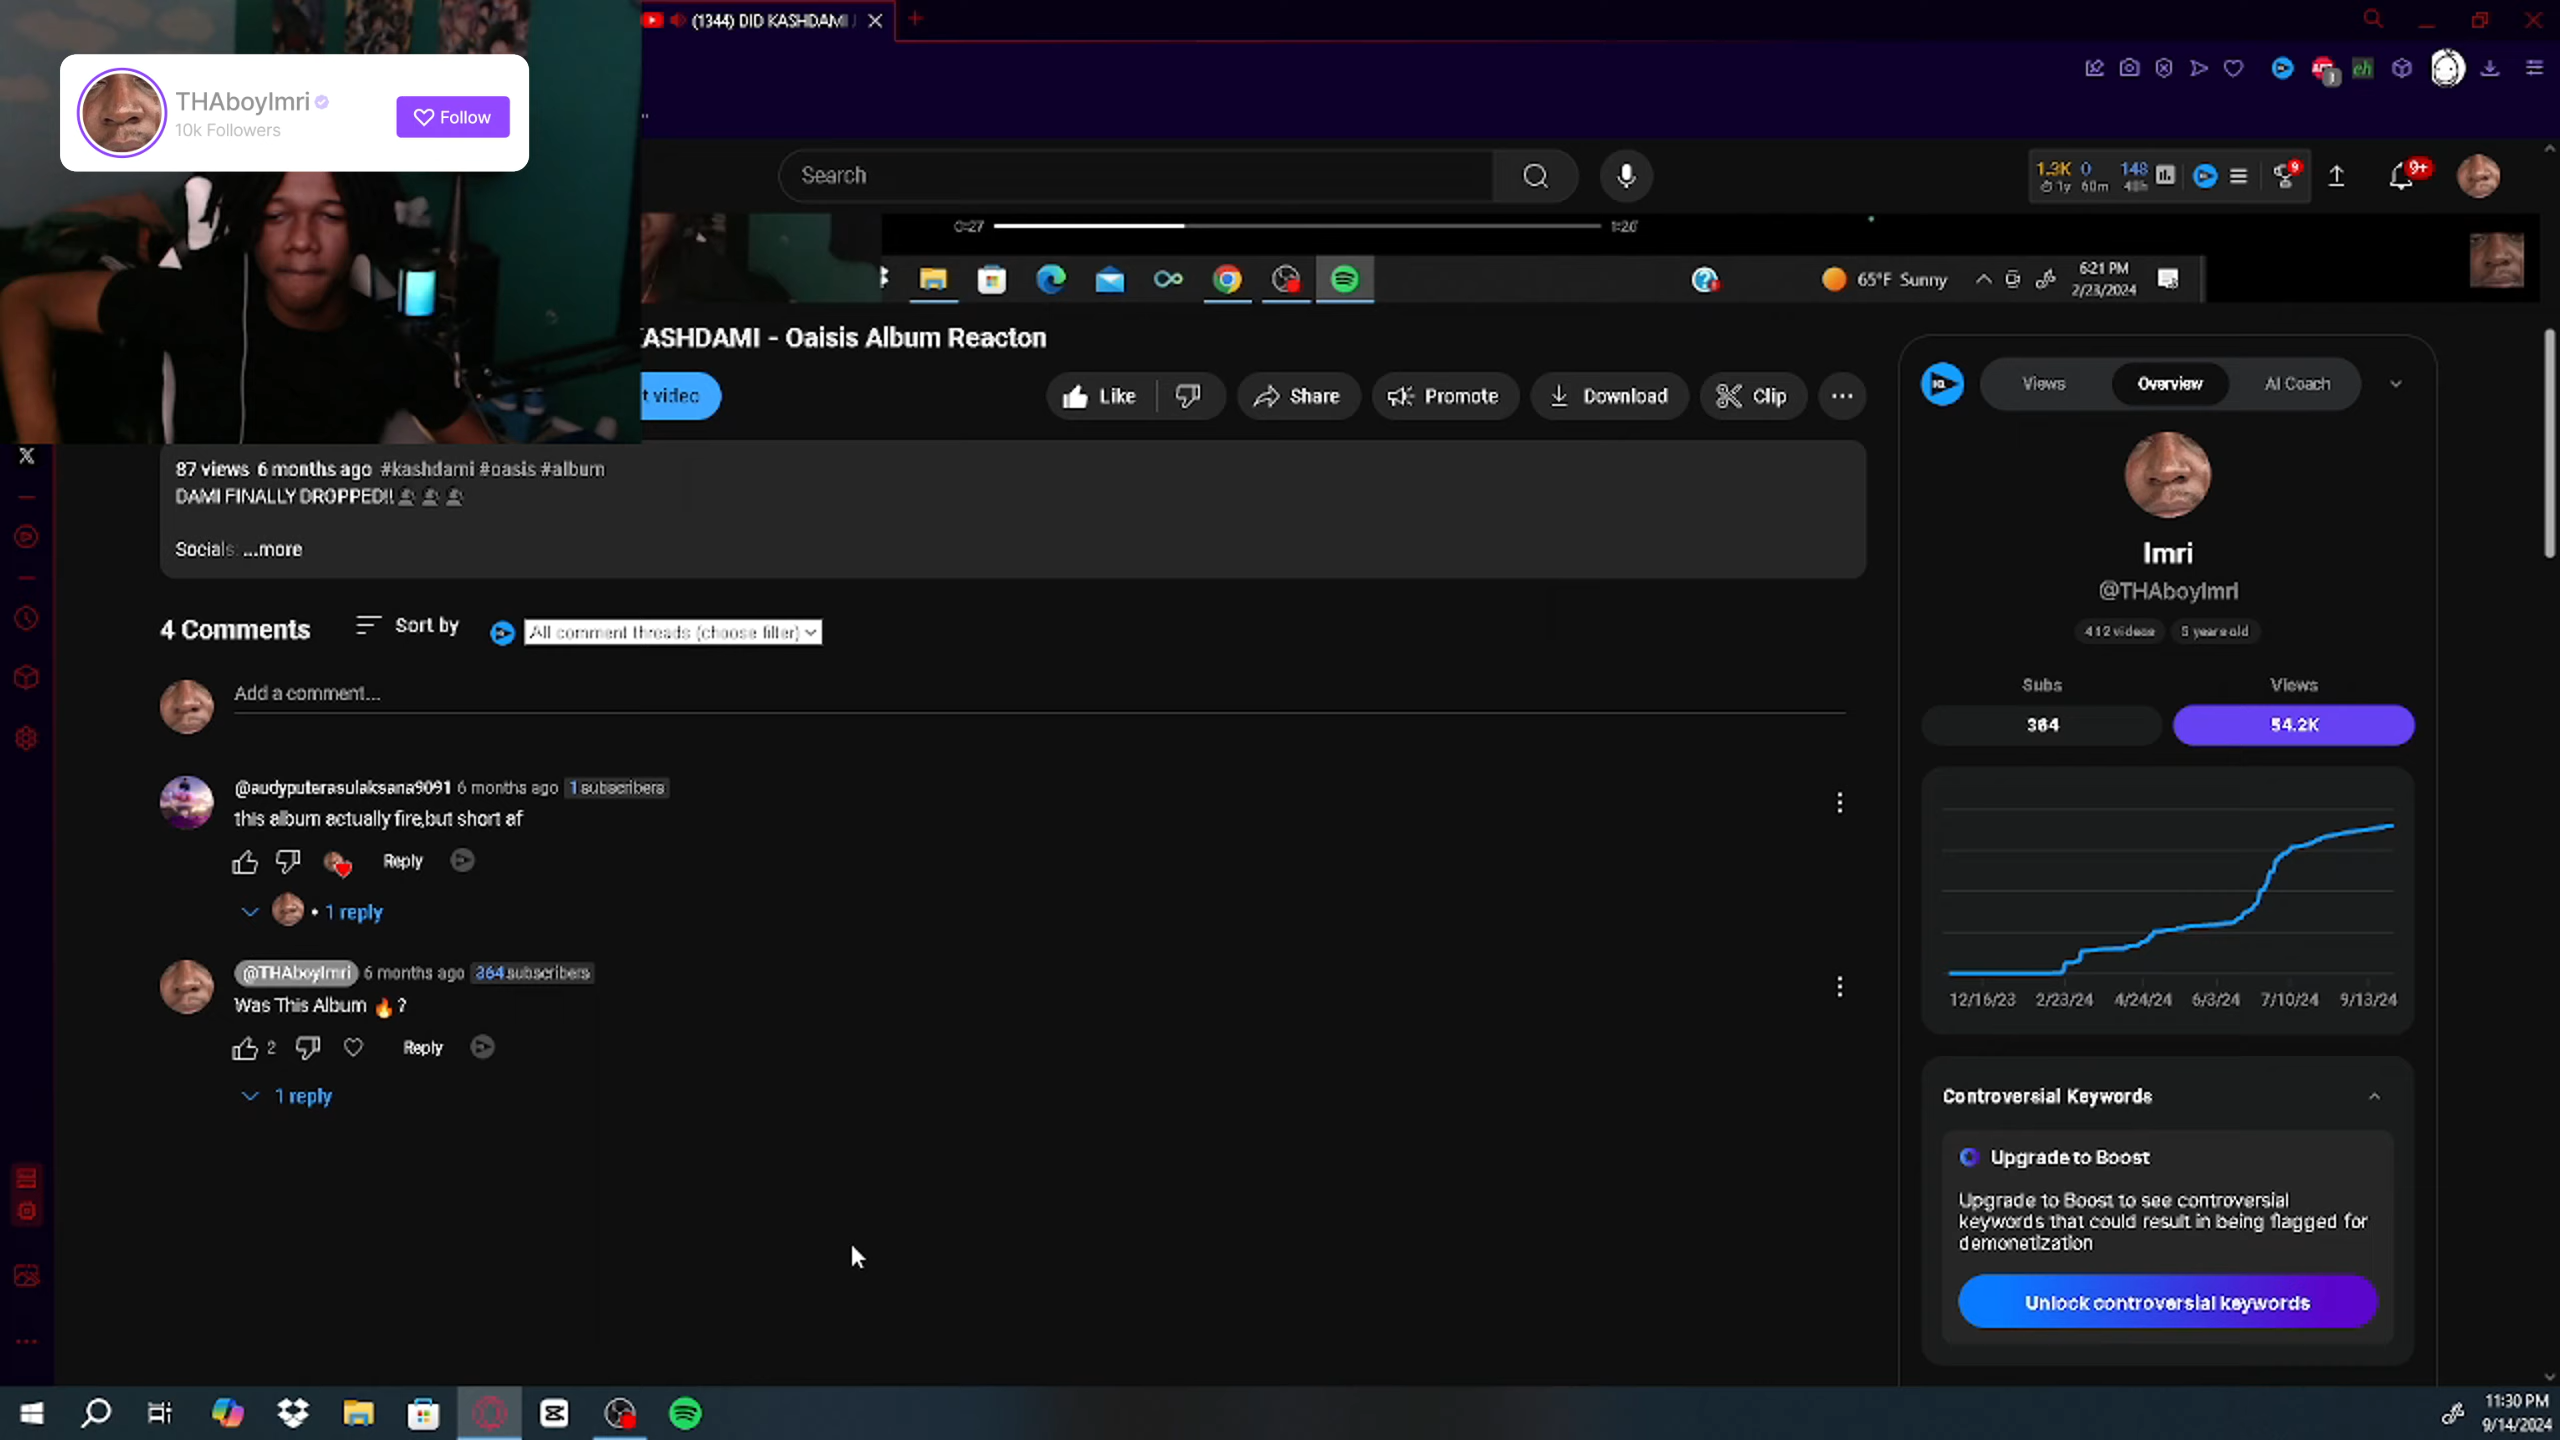 (1344) DID KASHDAMI
THAboyImri
10k Followers
Follow
Search
1.3K 0 148
1y 60m 48h
9
9+
0:27
65°F Sunny
6:21 PM
2/23/2024
KASHDAMI - Oaisis Album Reacton
t video
Like
Share
Promote
Download
Clip
87 views 6 months ago #kashdami #oasis #album
DAMI FINALLY DROPPED!!
Socials: ...more
4 Comments
Sort by
All comment threads (choose filter)
Add a comment...
@audyputerasulaksana9091 6 months ago 1 subscribers
this album actually fire,but short af
Reply
1 reply
@THAboyImri 6 months ago 364 subscribers
Was This Album 🔥?
2
Reply
1 reply
Views
Overview
AI Coach
Imri
@THAboyImri
412 videos
5 years old
Subs
Views
364
54.2K
12/16/23 2/23/24 4/24/24 6/3/24 7/10/24 9/13/24
Controversial Keywords
Upgrade to Boost
Upgrade to Boost to see controversial
keywords that could result in being flagged for
demonetization
Unlock controversial keywords
11:30 PM
9/14/2024